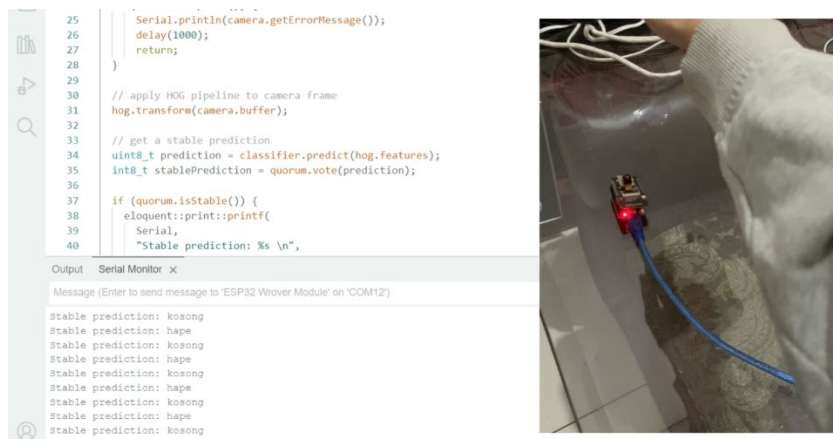 25 Serial.println(camera.getErrorMessage());
26 delay(1000);
27 return;
28 }
29
30 // apply HOG pipeline to camera frame
31 hog.transform(camera.buffer);
32
33 // get a stable prediction
34 uint8_t prediction = classifier.predict(hog.features);
35 int8_t stablePrediction = quorum.vote(prediction);
36
37 if (quorum.isStable()) {
38 eloquent::print::printf(
39 Serial,
40 "Stable prediction: %s \n",
Output Serial Monitor ×
Message (Enter to send message to 'ESP32 Wrover Module' on 'COM12')
Stable prediction: kosong
Stable prediction: hape
Stable prediction: kosong
Stable prediction: hape
Stable prediction: kosong
Stable prediction: hape
Stable prediction: kosong
Stable prediction: hape
Stable prediction: kosong